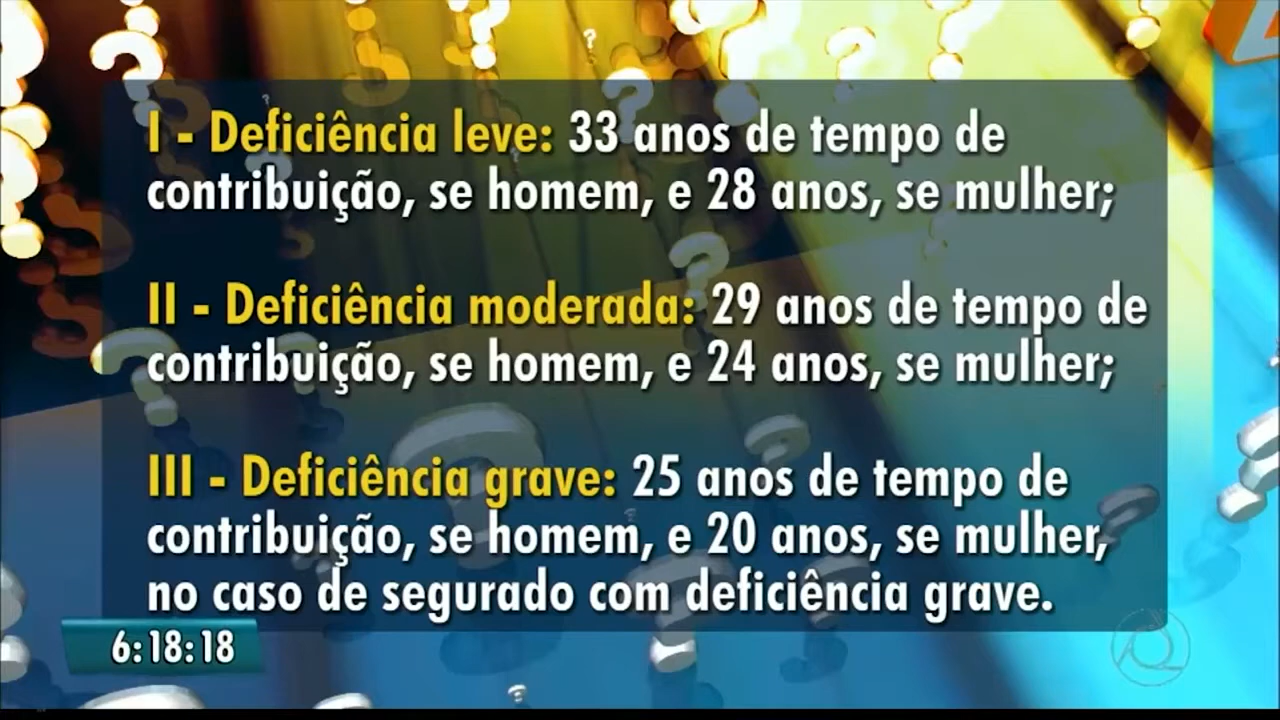 I - Deficiência leve: 33 anos de tempo de
contribuição, se homem, e 28 anos, se mulher;
II - Deficiência moderada: 29 anos de tempo de
contribuição, se homem, e 24 anos, se mulher;
III - Deficiência grave: 25 anos de tempo de
contribuição, se homem, e 20 anos, se mulher,
no caso de segurado com deficiência grave.
6:18:18